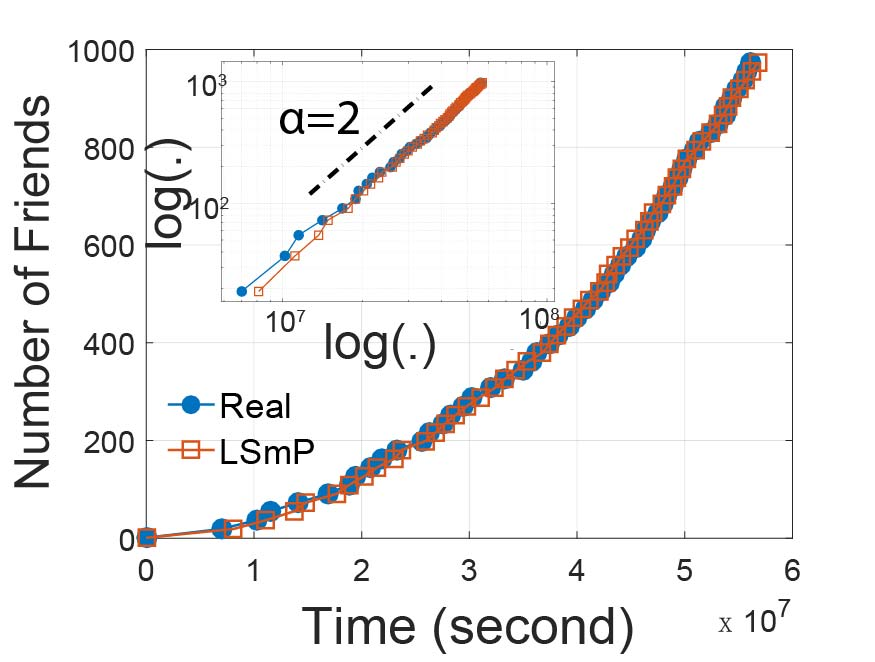 1000
800
600
400
200
0
Number of Friends
10³
10²
log(.)
α=2
10⁷
10⁸
log(.)
Real
LSmP
0 1 2 3 4 5 6
x 10⁷
Time (second)